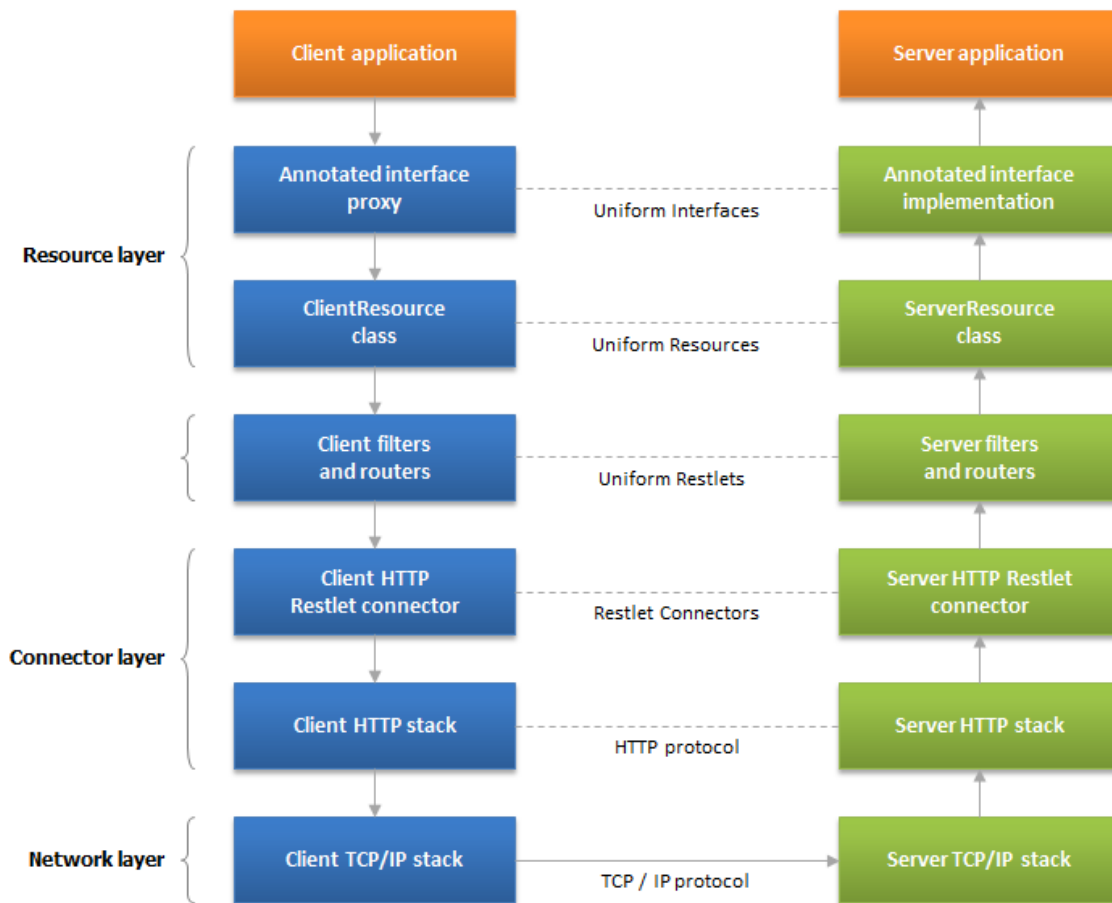 Client application
Server application
Annotated interface
proxy
Uniform Interfaces
Annotated interface
implementation
Resource layer
ClientResource
class
Uniform Resources
ServerResource
class
Client filters
and routers
Uniform Restlets
Server filters
and routers
Client HTTP
Restlet connector
Restlet Connectors
Server HTTP Restlet
connector
Connector layer
Client HTTP stack
HTTP protocol
Server HTTP stack
Network layer
Client TCP/IP stack
TCP / IP protocol
Server TCP/IP stack